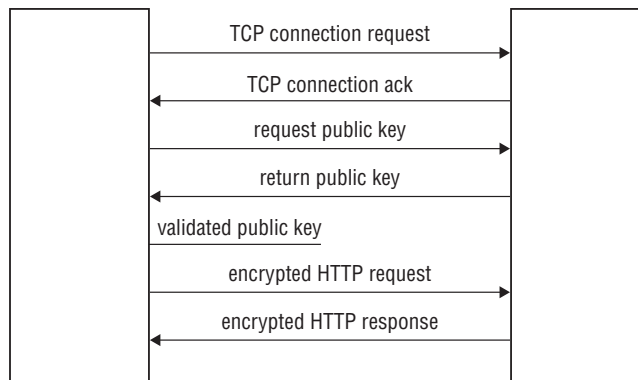 TCP connection request
TCP connection ack
request public key
return public key
validated public key
encrypted HTTP request
encrypted HTTP response